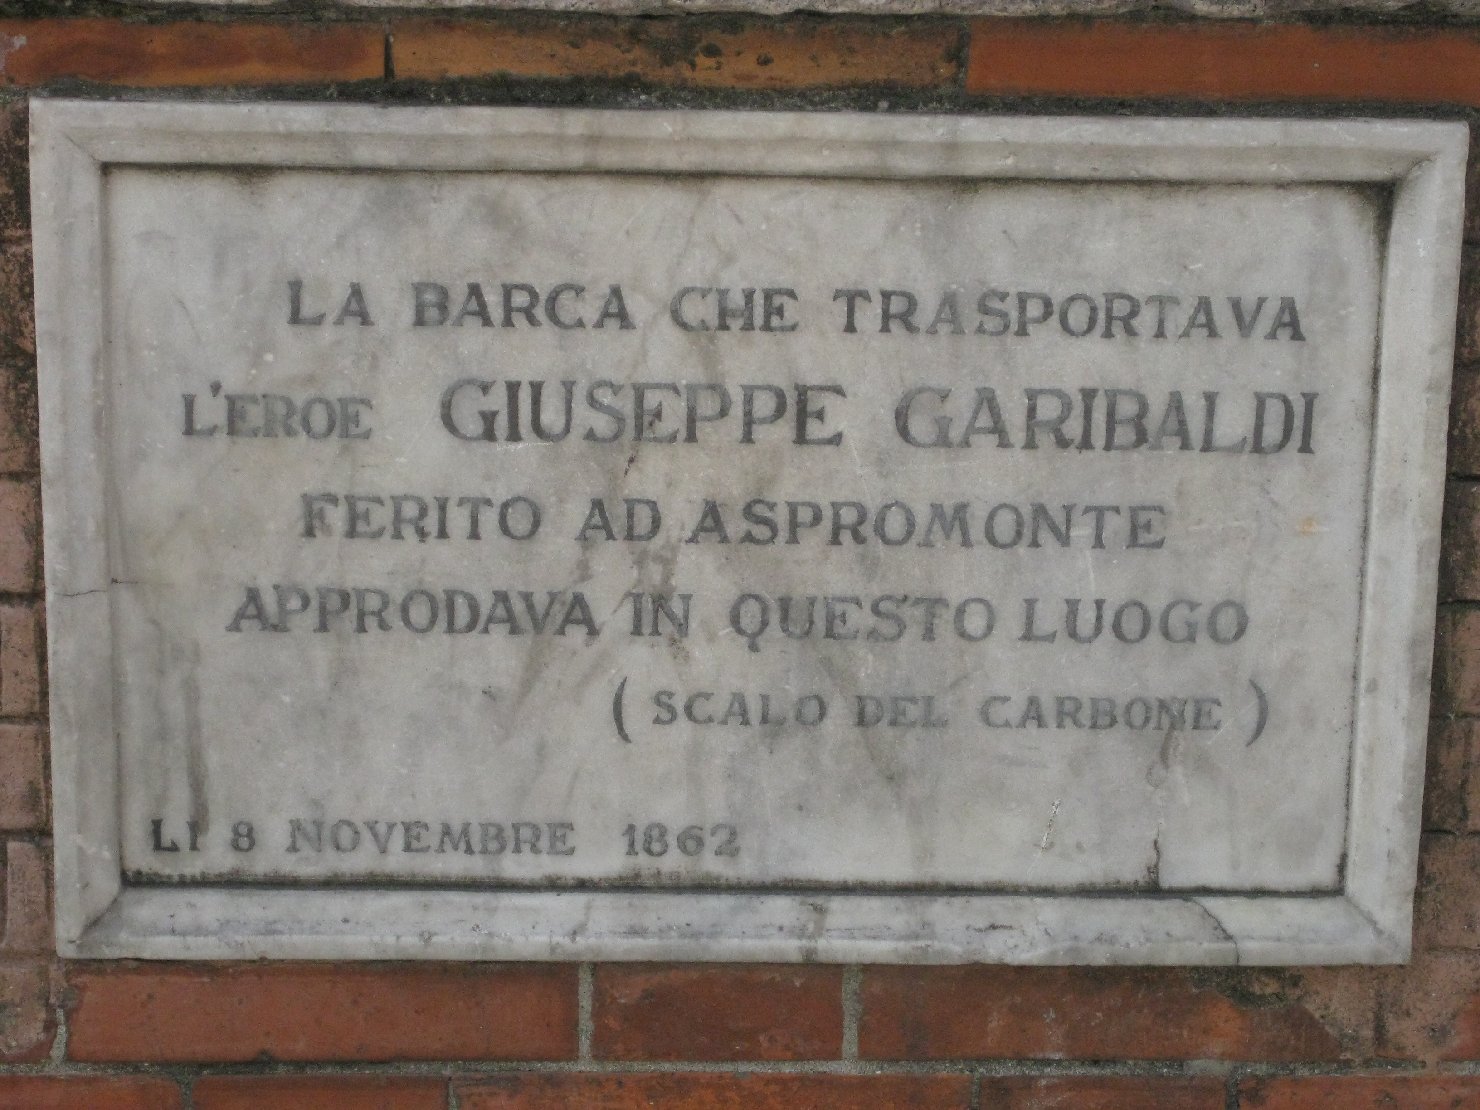 LA BARCA CHE TRASPORTAVA
L'EROE GIUSEPPE GARIBALDI
FERITO AD ASPROMONTE
APPRODAVA IN QUESTO LUOGO
(SCALO DEL CARBONE)
LI 8 NOVEMBRE 1862